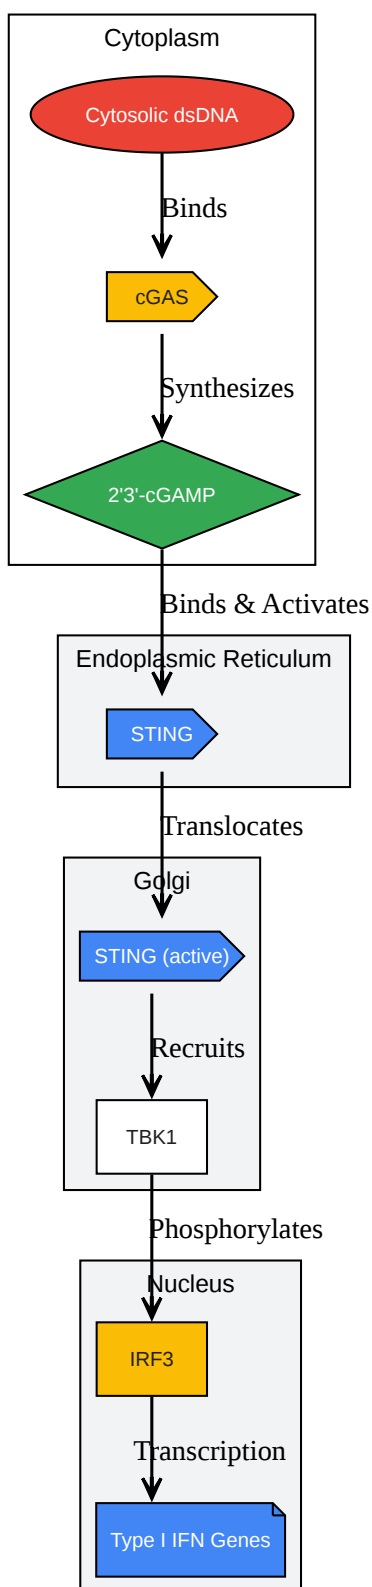 Cytoplasm
Cytosolic dsDNA
Binds
cGAS
Synthesizes
2'3'-cGAMP
Binds & Activates
Endoplasmic Reticulum
STING
Translocates
Golgi
STING (active)
Recruits
TBK1
Phosphorylates
Nucleus
IRF3
Transcription
Type I IFN Genes